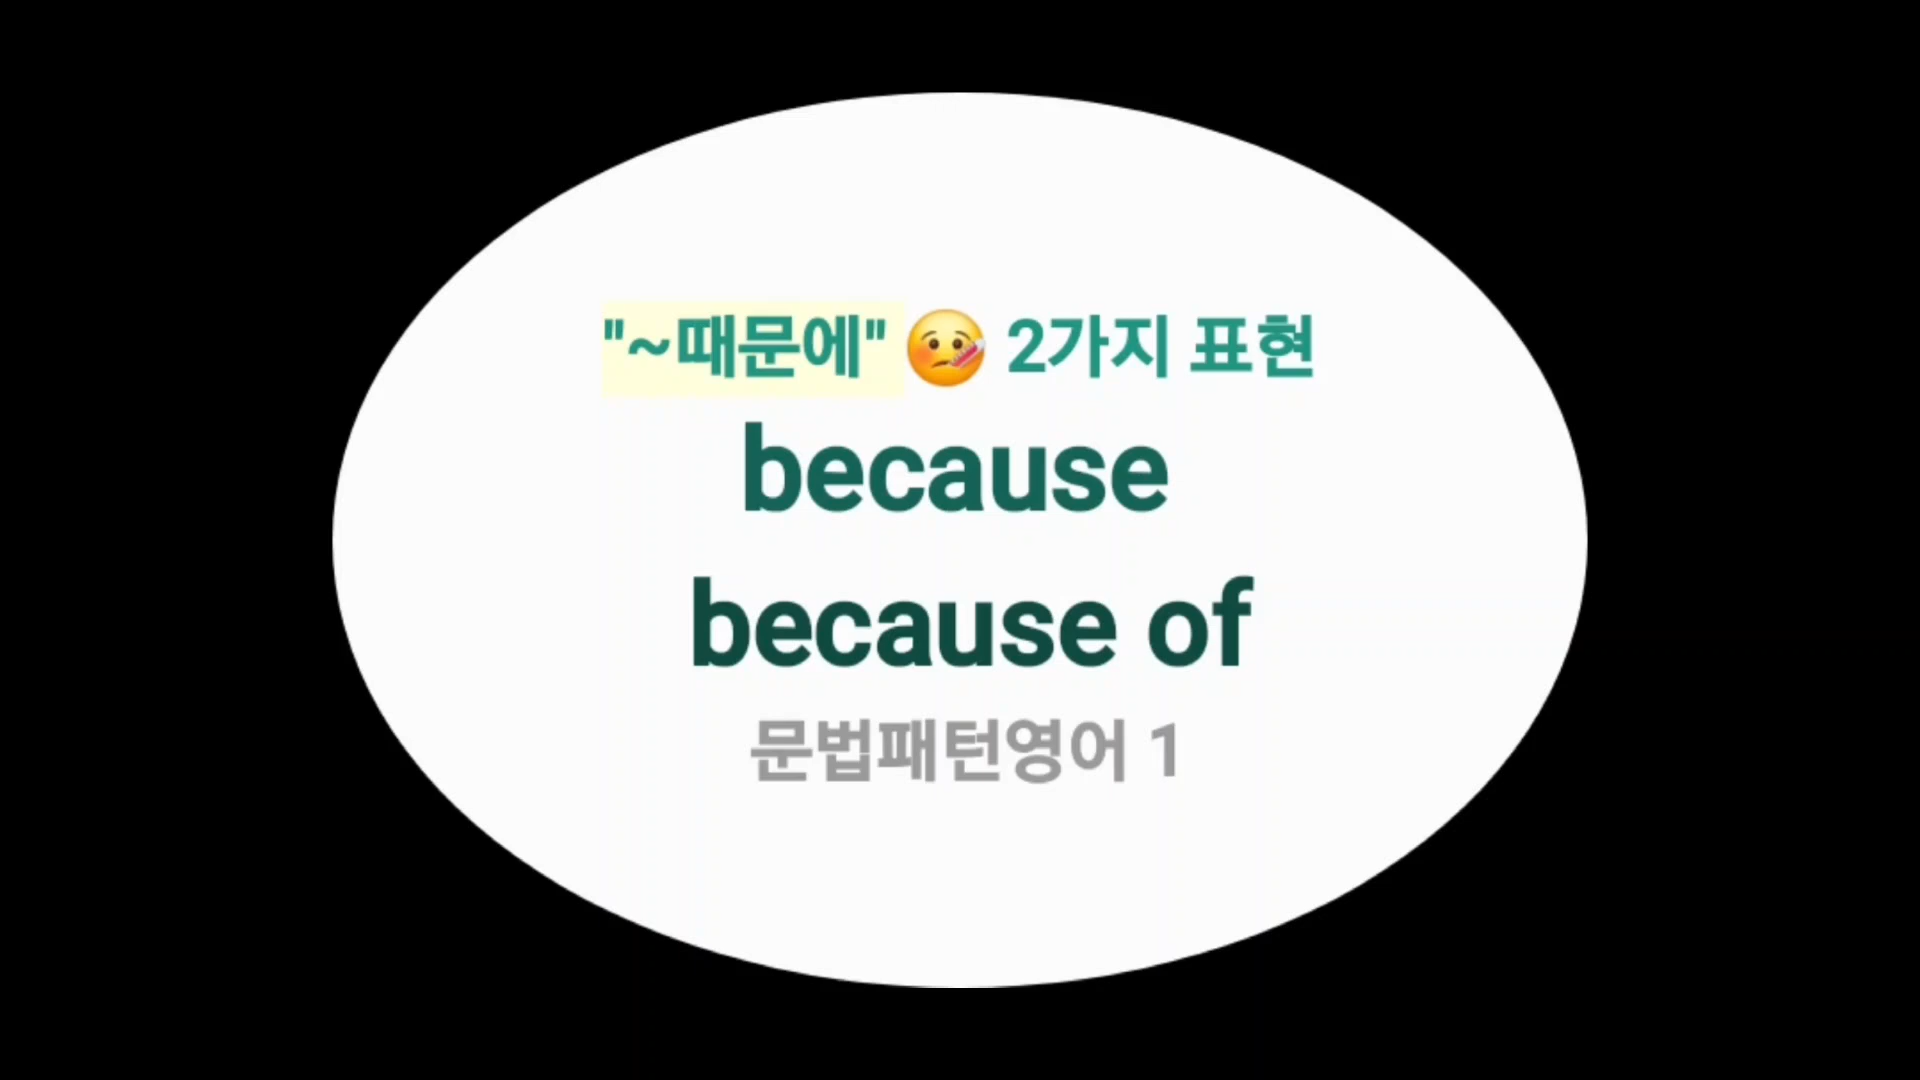 "~때문에" 🤒 2가지 표현
because
because of
문법패턴영어 1